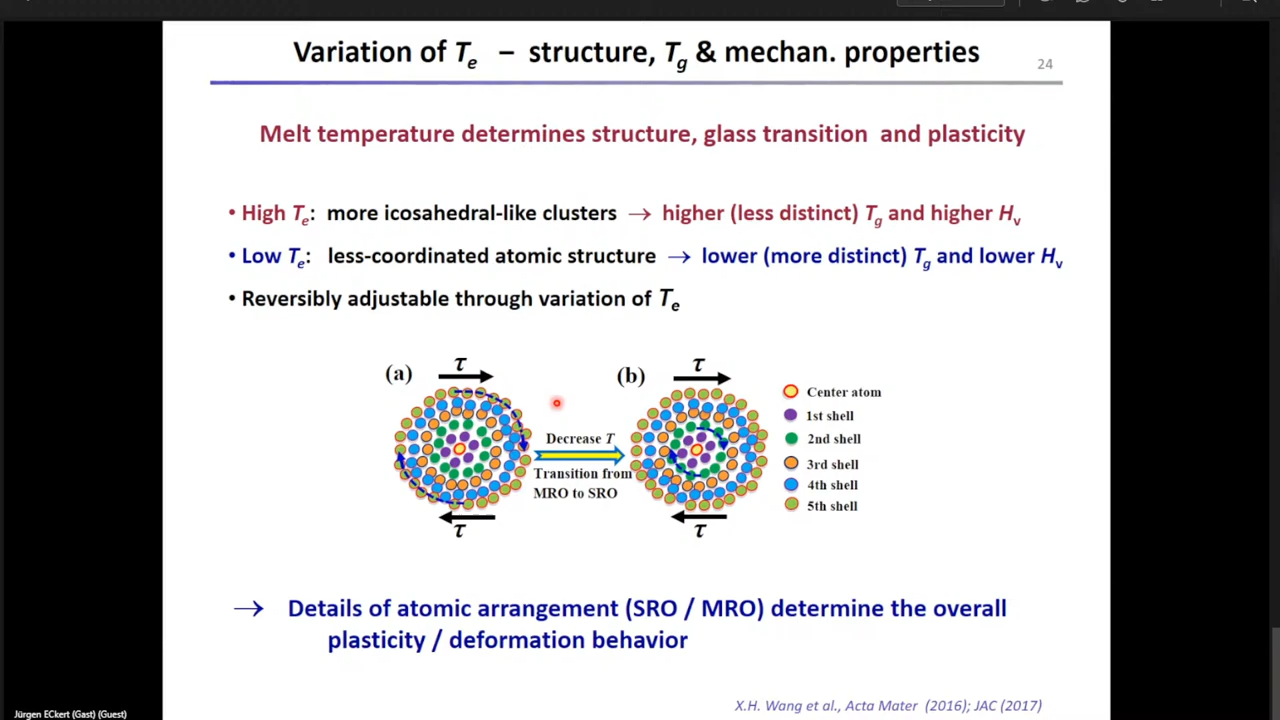 Variation of Te – structure, Tg & mechan. properties
24
Melt temperature determines structure, glass transition and plasticity
• High Te: more icosahedral-like clusters → higher (less distinct) Tg and higher Hv
• Low Te: less-coordinated atomic structure → lower (more distinct) Tg and lower Hv
• Reversibly adjustable through variation of Te
(a)
τ
τ
Decrease T
Transition from
MRO to SRO
(b)
τ
τ
Center atom
1st shell
2nd shell
3rd shell
4th shell
5th shell
→ Details of atomic arrangement (SRO / MRO) determine the overall
plasticity / deformation behavior
X.H. Wang et al., Acta Mater (2016); JAC (2017)
Jürgen ECkert (Gast) (Guest)